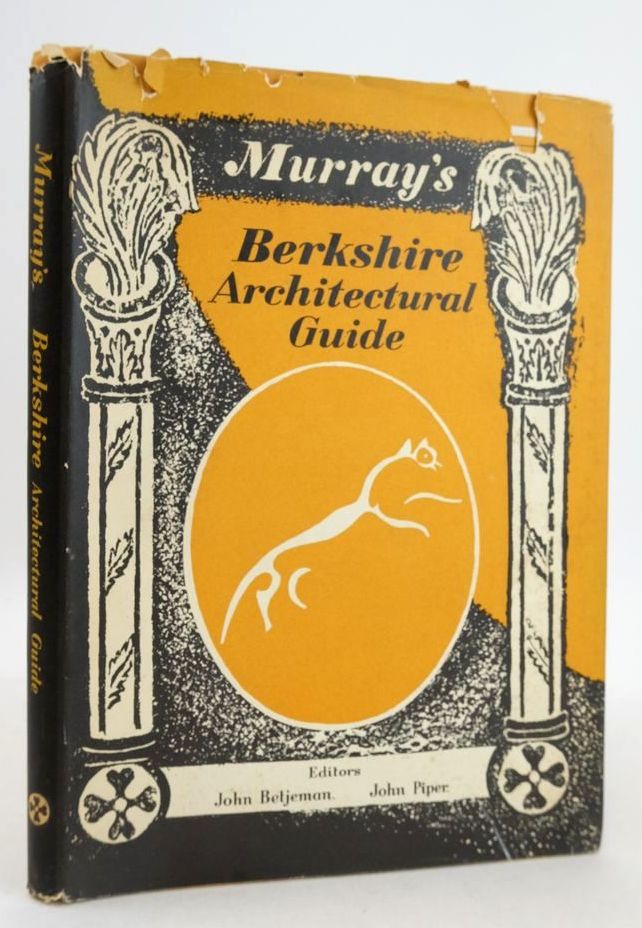 Murray's Berkshire Architectural Guide
Murray's
Berkshire
Architectural
Guide
Editors
John Betjeman. John Piper.